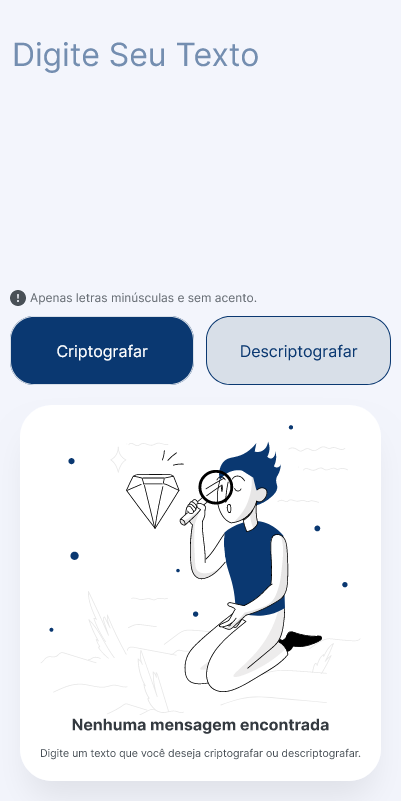 Digite Seu Texto
Apenas letras minúsculas e sem acento.
Criptografar
Descriptografar
Nenhuma mensagem encontrada
Digite um texto que você deseja criptografar ou descriptografar.